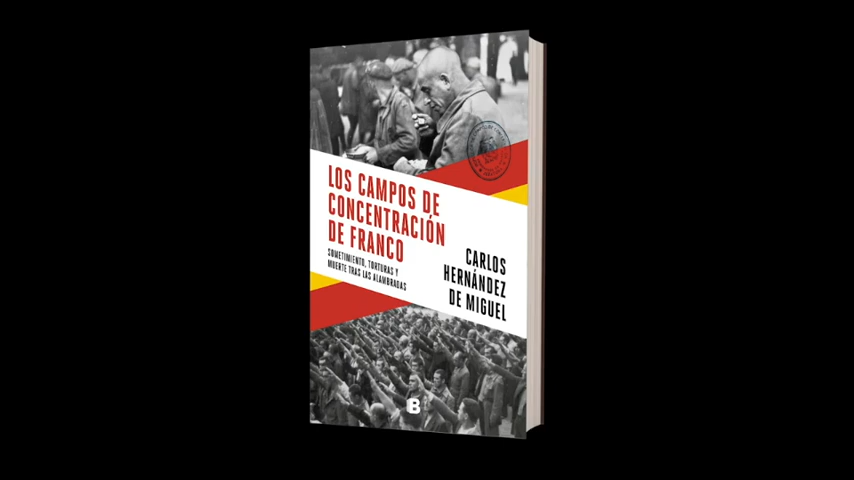 LOS CAMPOS DE
CONCENTRACIÓN
DE FRANCO
SOMETIMIENTO, TORTURAS Y
MUERTE TRAS LAS ALAMBRADAS
CARLOS
HERNÁNDEZ
DE MIGUEL
B